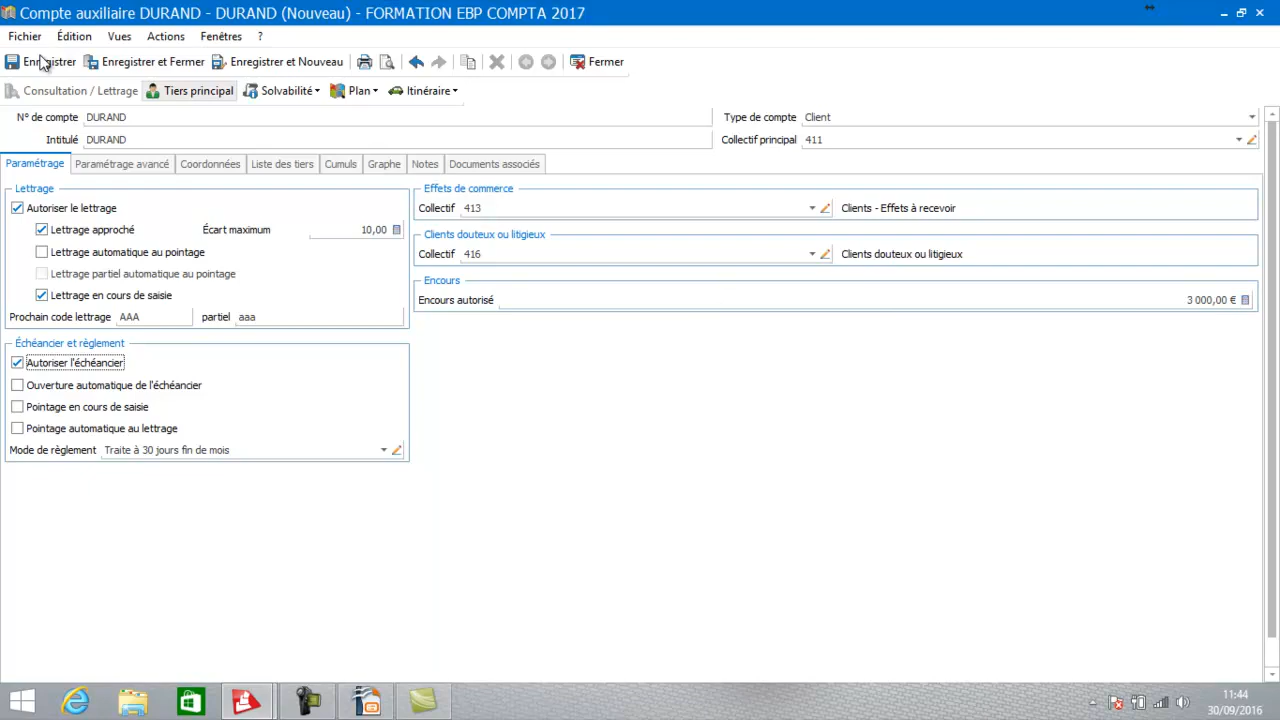 Compte auxiliaire DURAND - DURAND (Nouveau) - FORMATION EBP COMPTA 2017
Fichier Édition Vues Actions Fenêtres ?
Enregistrer Enregistrer et Fermer Enregistrer et Nouveau Fermer
Consultation / Lettrage Tiers principal Solvabilité Plan Itinéraire
N° de compte DURAND Type de compte Client
Intitulé DURAND Collectif principal 411
Paramétrage Paramétrage avancé Coordonnées Liste des tiers Cumuls Graphe Notes Documents associés
Lettrage
Autoriser le lettrage
Lettrage approché Écart maximum 10,00
Lettrage automatique au pointage
Lettrage partiel automatique au pointage
Lettrage en cours de saisie
Prochain code lettrage AAA partiel aaa
Effets de commerce
Collectif 413 Clients - Effets à recevoir
Clients douteux ou litigieux
Collectif 416 Clients douteux ou litigieux
Encours
Encours autorisé 3 000,00 €
Échéancier et règlement
Autoriser l'échéancier
Ouverture automatique de l'échéancier
Pointage en cours de saisie
Pointage automatique au lettrage
Mode de règlement Traite à 30 jours fin de mois
11:44
30/09/2016